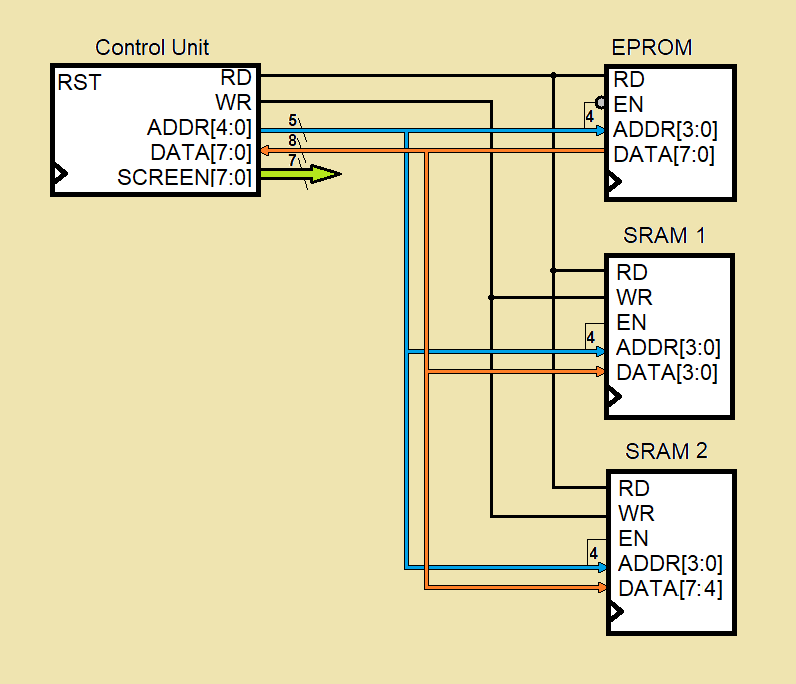 Control Unit
RST
RD
WR
ADDR[4:0]
DATA[7:0]
SCREEN[7:0]
5
8
7
EPROM
RD
EN
4
ADDR[3:0]
DATA[7:0]
SRAM 1
RD
WR
EN
4
ADDR[3:0]
DATA[3:0]
SRAM 2
RD
WR
EN
4
ADDR[3:0]
DATA[7:4]